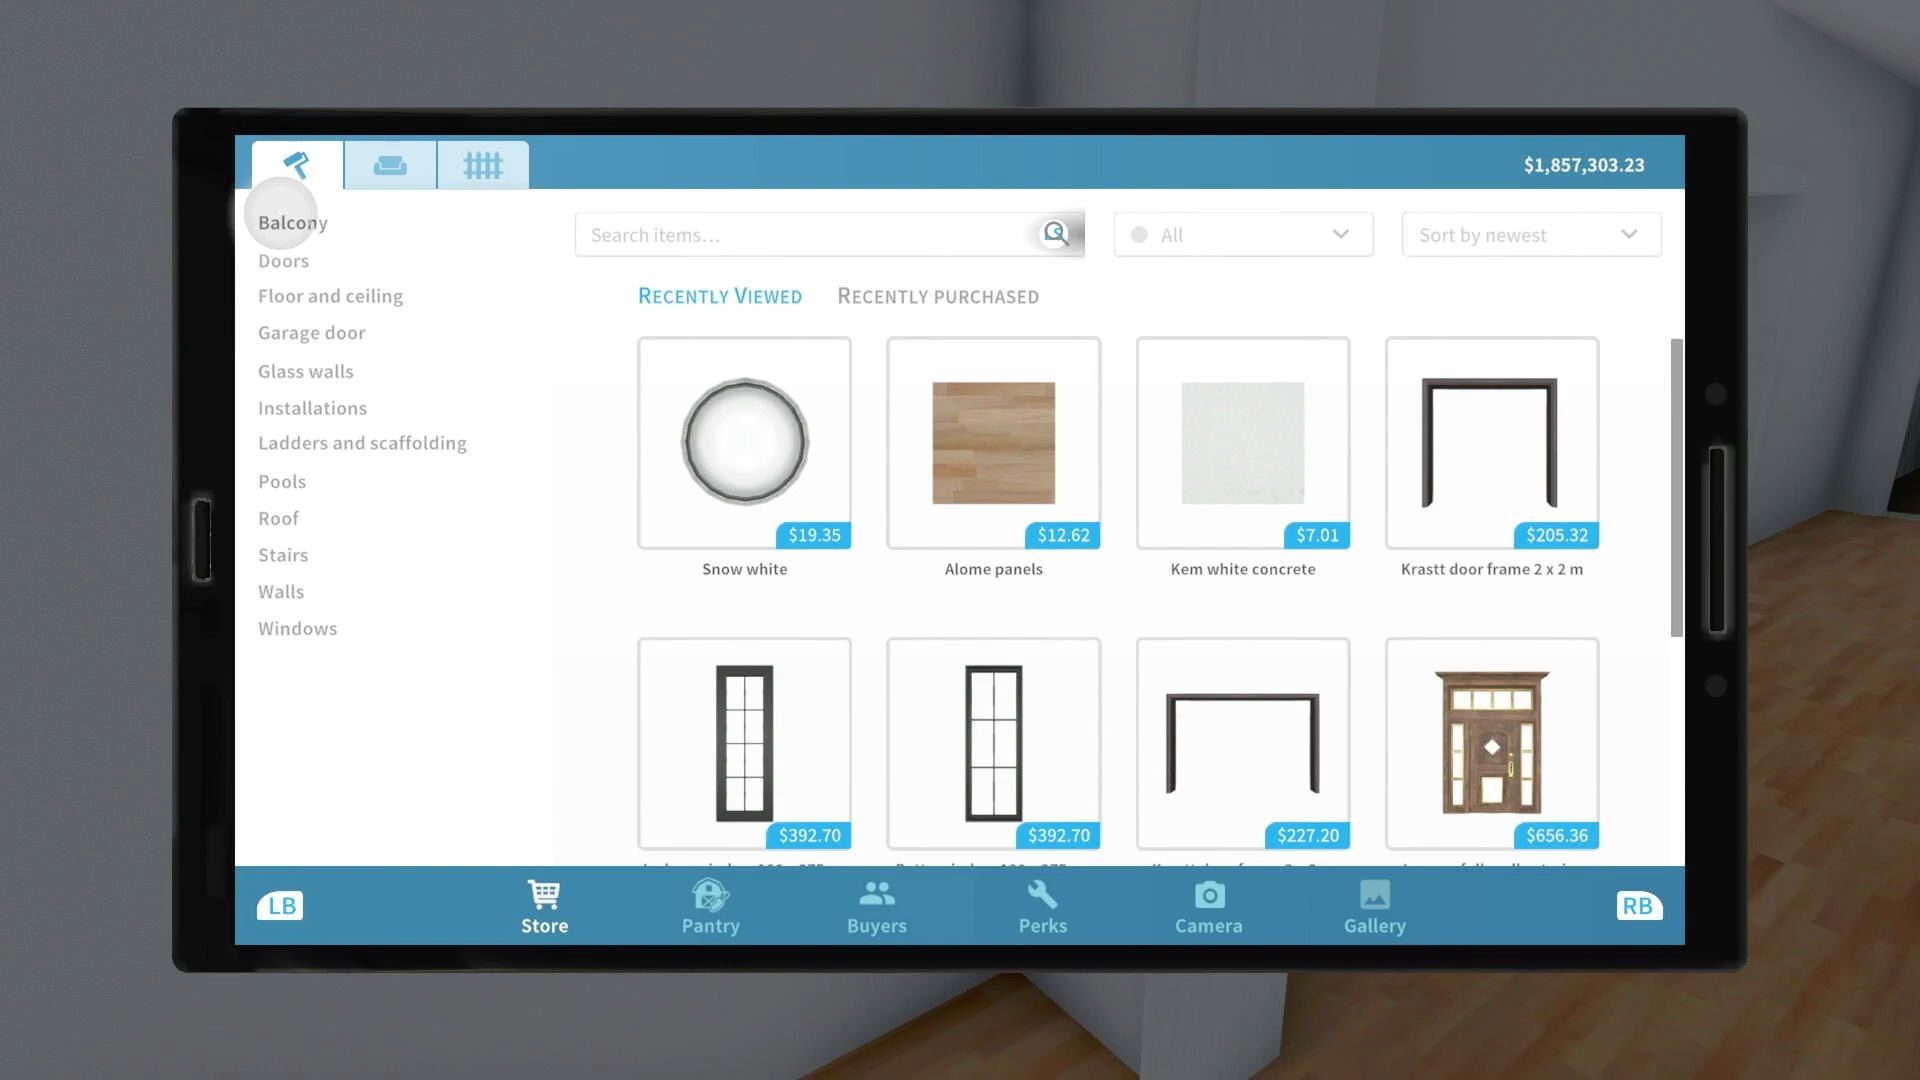 $1,857,303.23
Balcony
Doors
Floor and ceiling
Garage door
Glass walls
Installations
Ladders and scaffolding
Pools
Roof
Stairs
Walls
Windows
Search items...
All
Sort by newest
RECENTLY VIEWED
RECENTLY PURCHASED
$19.35
Snow white
$12.62
Alome panels
$7.01
Kem white concrete
$205.32
Krastt door frame 2 x 2 m
$392.70
$392.70
$227.20
$656.36
LB
Store
Pantry
Buyers
Perks
Camera
Gallery
RB